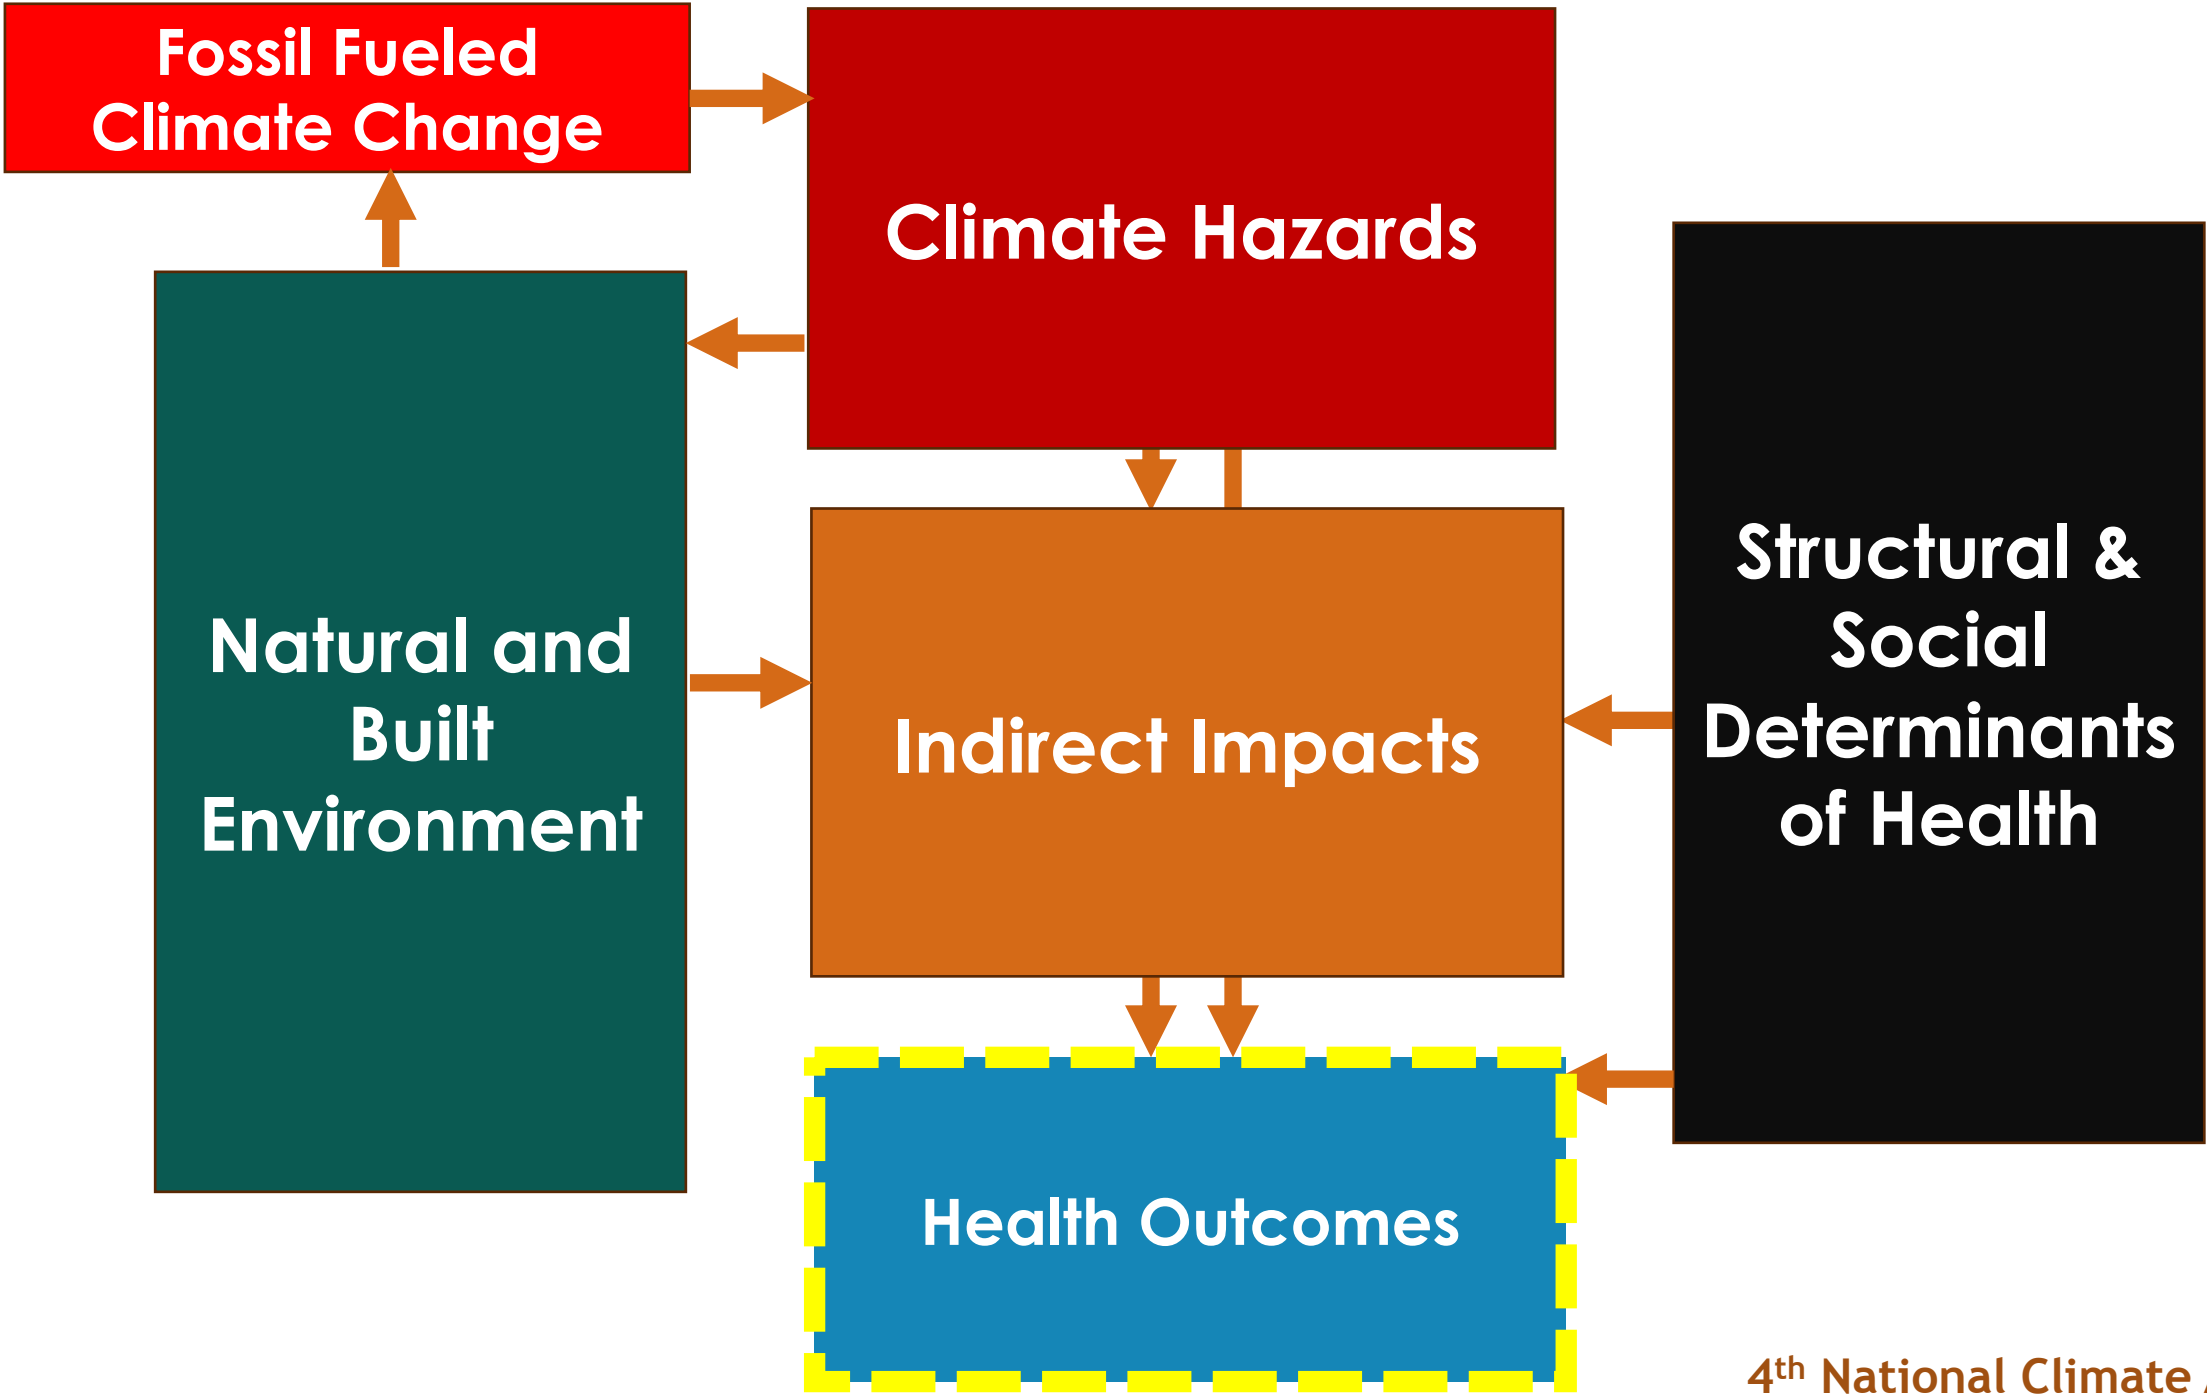 Fossil Fueled
Climate Change
Climate Hazards
Natural and
Built
Environment
Indirect Impacts
Structural &
Social
Determinants
of Health
Health Outcomes
4th National Climate